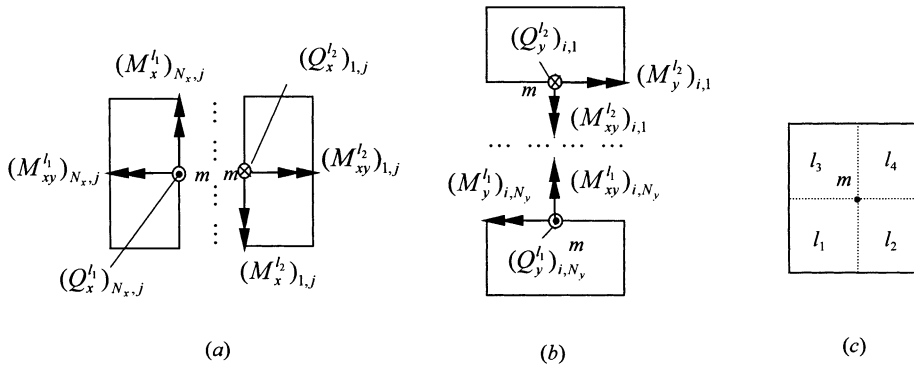 (M_x^{l_1})_{N_x,j}
(Q_x^{l_2})_{1,j}
(M_{xy}^{l_1})_{N_x,j}
m
m
(M_{xy}^{l_2})_{1,j}
(Q_x^{l_1})_{N_x,j}
(M_x^{l_2})_{1,j}
(a)
(Q_y^{l_2})_{i,1}
m
(M_y^{l_2})_{i,1}
(M_{xy}^{l_2})_{i,1}
(M_y^{l_1})_{i,N_y}
(M_{xy}^{l_1})_{i,N_y}
m
(Q_y^{l_1})_{i,N_y}
(b)
l_3
l_4
m
l_1
l_2
(c)